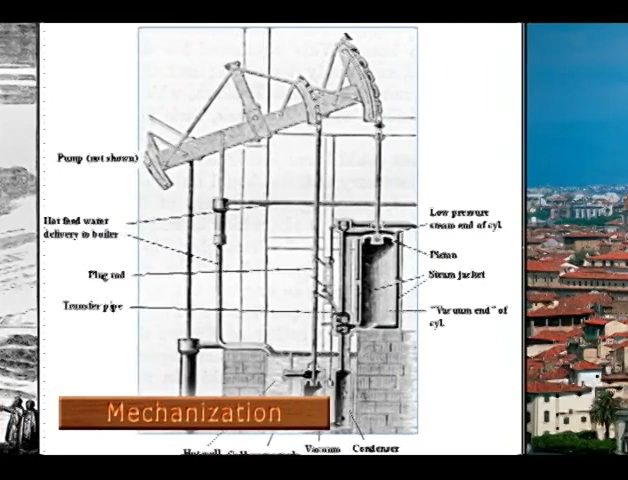 Pump (not shown)
Hot feed water
delivery to boiler
Plug rod
Transfer pipe
Low pressure
steam end of cyl.
Piston
Steam jacket
"Vacuum end" of
cyl.
Mechanization
Vacuum
Condenser